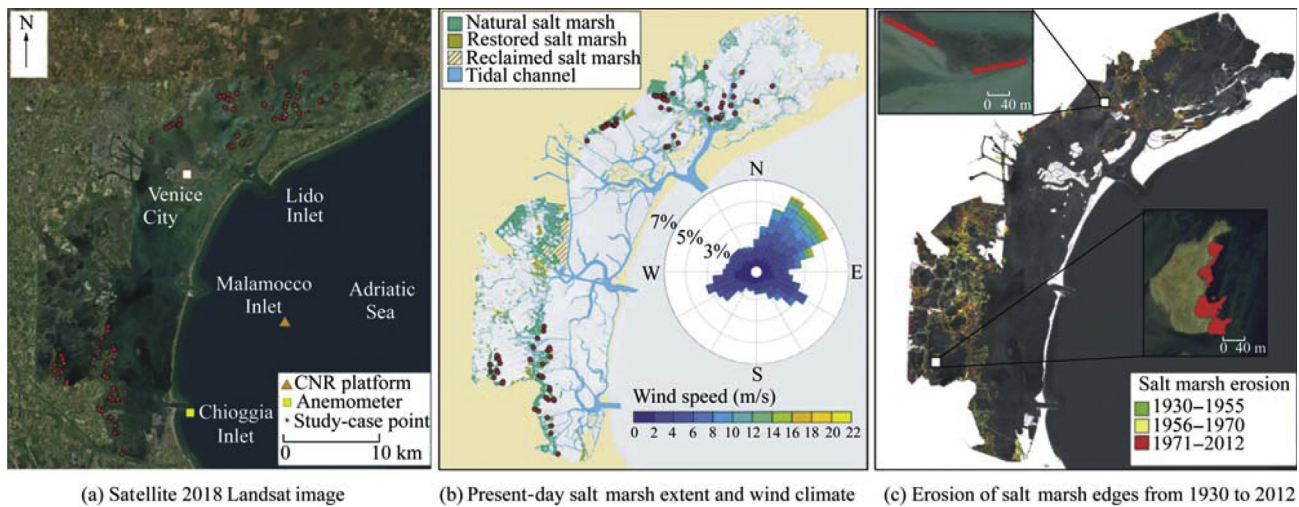 N
Venice
City
Lido
Inlet
Malamocco
Inlet
Adriatic
Sea
Chioggia
Inlet
CNR platform
Anemometer
Study-case point
0 10 km
(a) Satellite 2018 Landsat image
Natural salt marsh
Restored salt marsh
Reclaimed salt marsh
Tidal channel
N
7%
5%
3%
W E
S
Wind speed (m/s)
0 2 4 6 8 10 12 14 16 18 20 22
(b) Present-day salt marsh extent and wind climate
0 40 m
0 40 m
Salt marsh erosion
1930–1955
1956–1970
1971–2012
(c) Erosion of salt marsh edges from 1930 to 2012